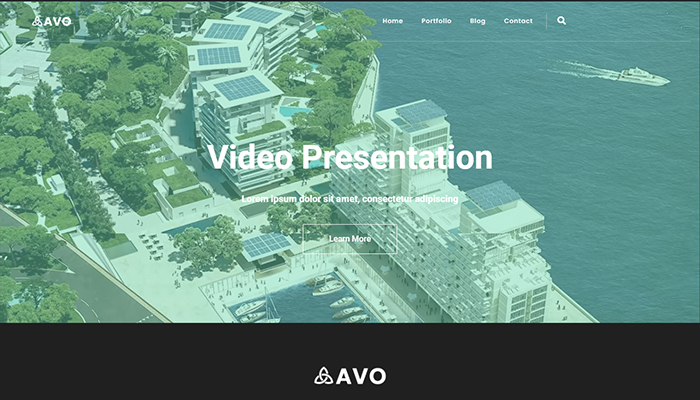 AVO
Home
Portfolio
Blog
Contact
Video Presentation
Lorem ipsum dolor sit amet, consectetur adipiscing
Learn More
AVO